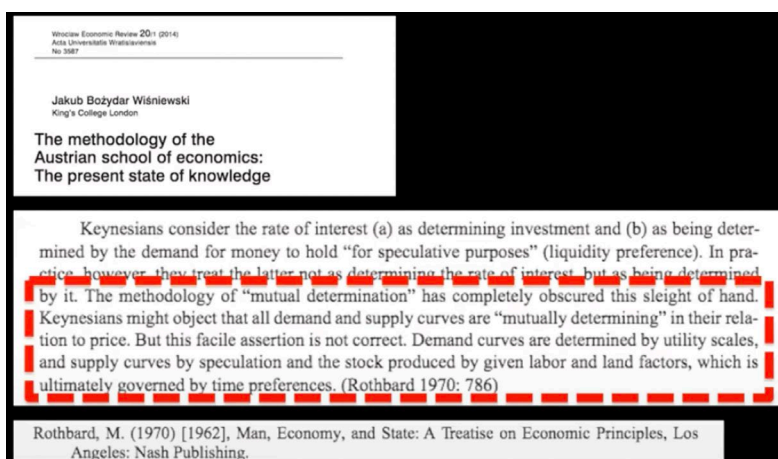 Wrocław Economic Review 20/1 (2014)
Acta Universitatis Wratislaviensis
No 3587
Jakub Bożydar Wiśniewski
King's College London
The methodology of the
Austrian school of economics:
The present state of knowledge
Keynesians consider the rate of interest (a) as determining investment and (b) as being deter-
mined by the demand for money to hold “for speculative purposes” (liquidity preference). In pra-
ctice, however, they treat the latter not as determining the rate of interest, but as being determined
by it. The methodology of “mutual determination” has completely obscured this sleight of hand.
Keynesians might object that all demand and supply curves are “mutually determining” in their rela-
tion to price. But this facile assertion is not correct. Demand curves are determined by utility scales,
and supply curves by speculation and the stock produced by given labor and land factors, which is
ultimately governed by time preferences. (Rothbard 1970: 786)
Rothbard, M. (1970) [1962], Man, Economy, and State: A Treatise on Economic Principles, Los
Angeles: Nash Publishing.